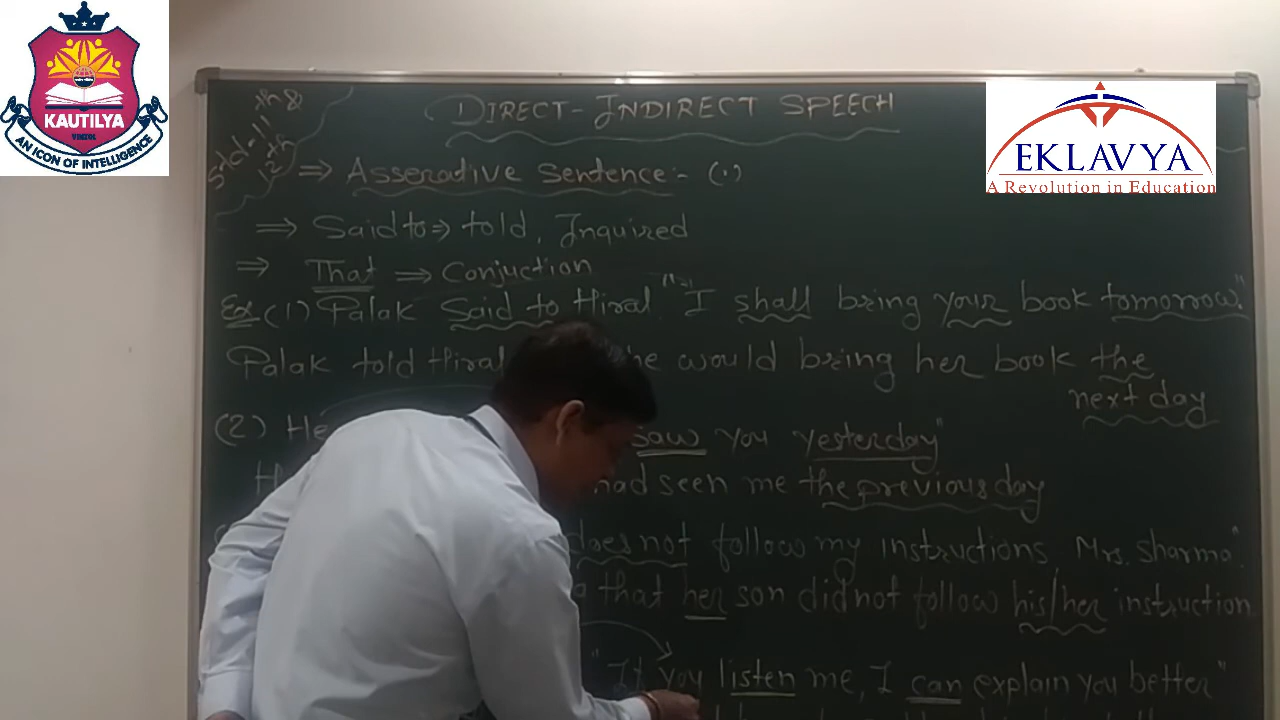 KAUTILYA
AN ICON OF INTELLIGENCE
EKLAVYA
A Revolution in Education
Std-11th &
12th
DIRECT-INDIRECT SPEECH
⇒ Asserative Sentence:- (.)
⇒ Said to ⇒ told, Inquired
⇒ That ⇒ Conjuction
Ex (1) Palak Said to Hiral "I shall bring your book tomorrow."
Palak told Hiral would bring her book the
next day
(2) He saw you yesterday"
had seen me the previous day
does not follow my instructions, Mrs. Sharma"
that her son did not follow his/her instruction
"If you listen me, I can explain you better"